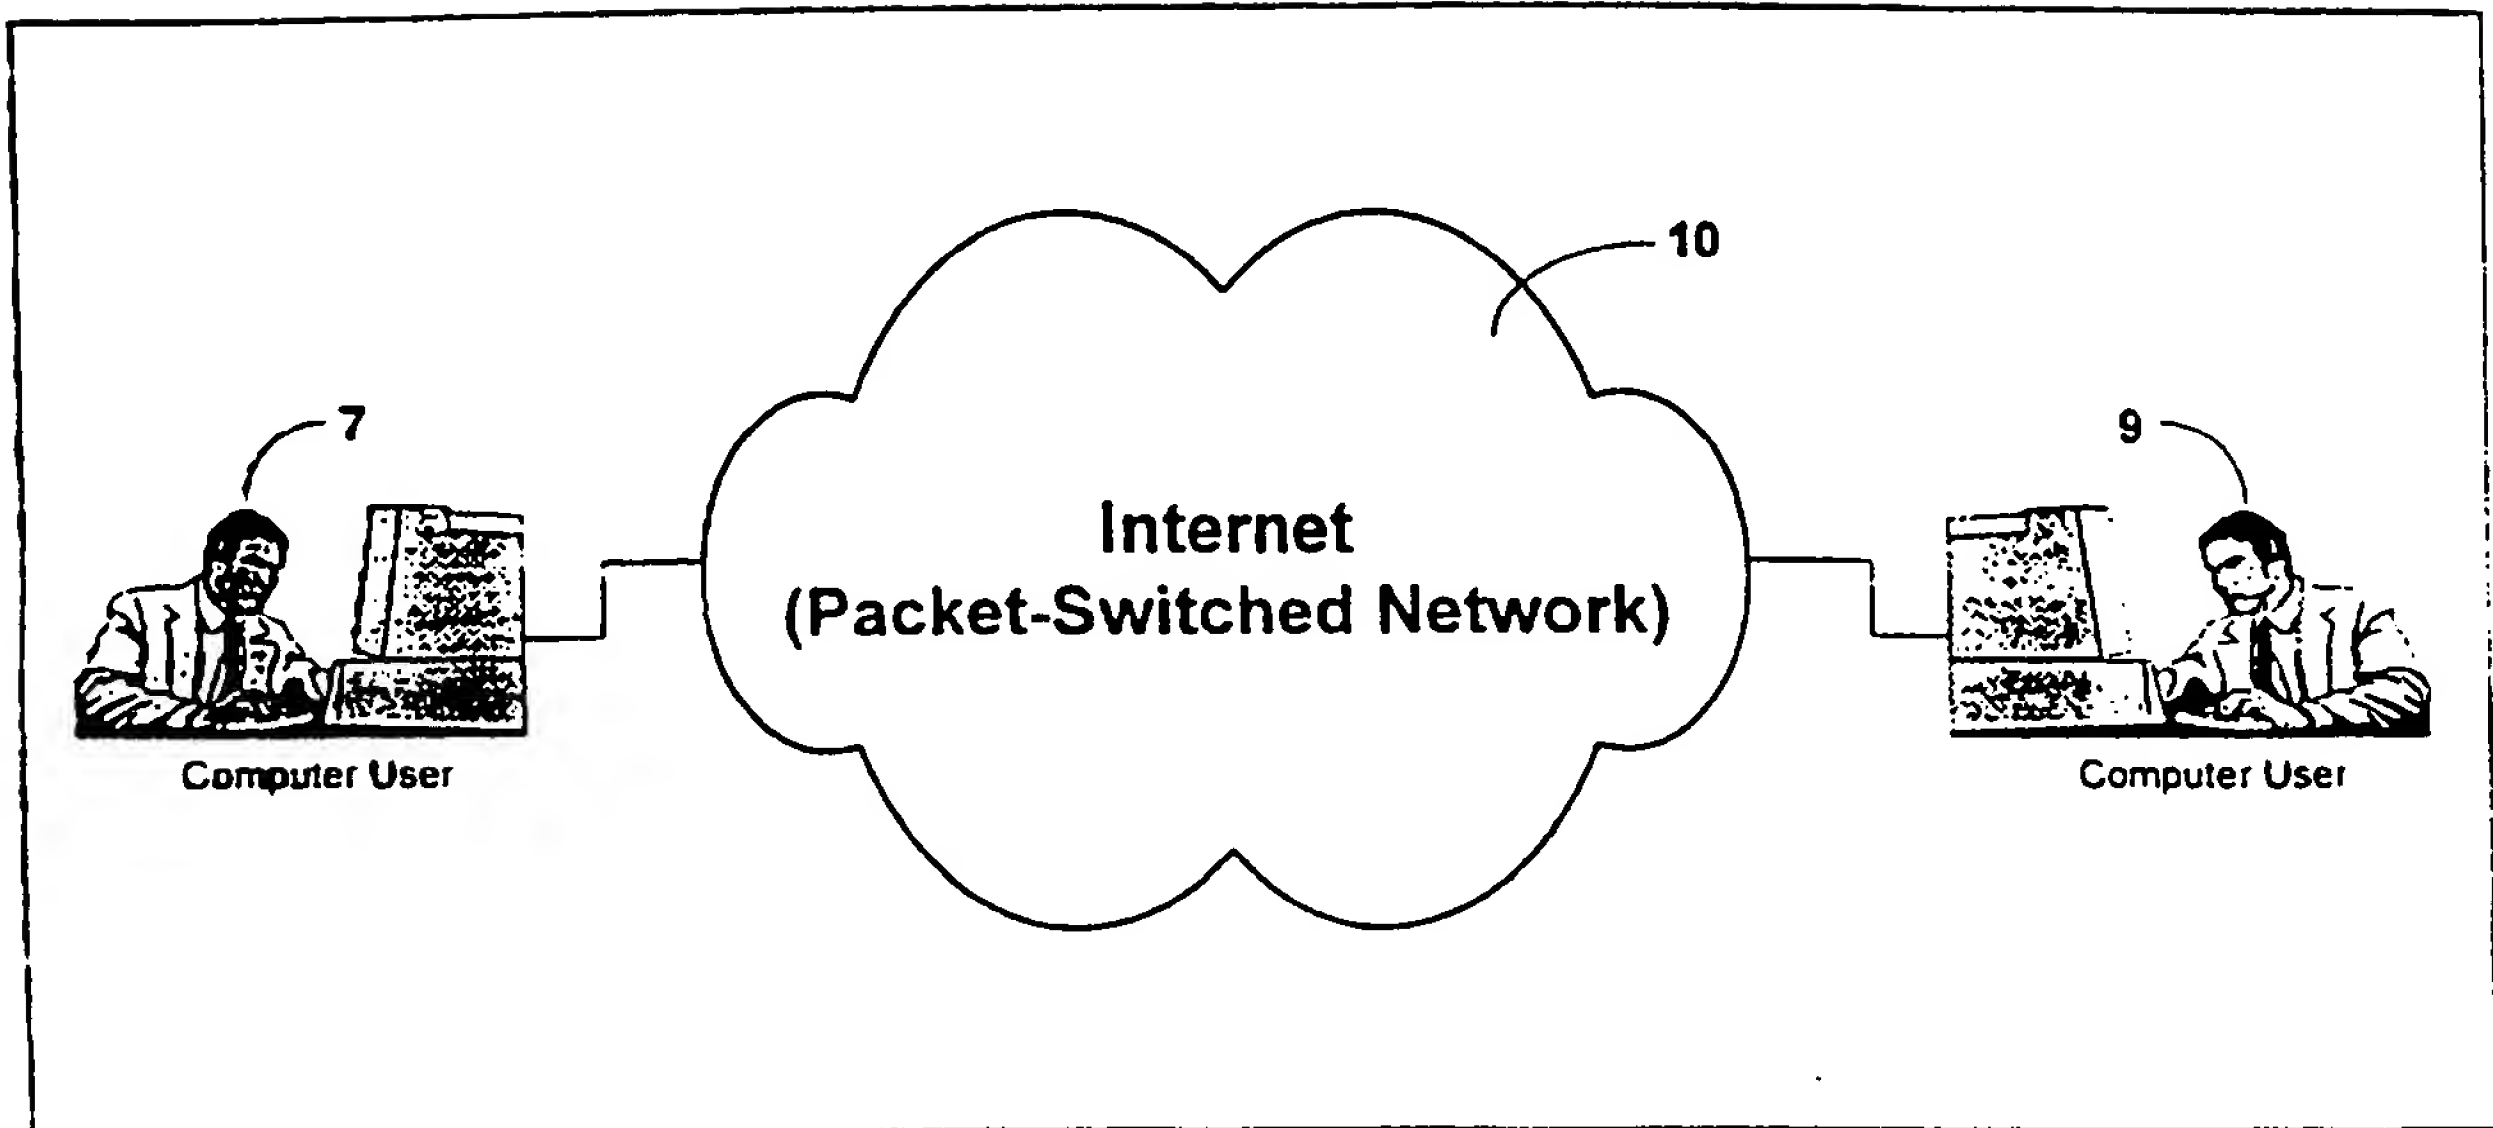 10
7
9
Internet
(Packet-Switched Network)
Computer User
Computer User